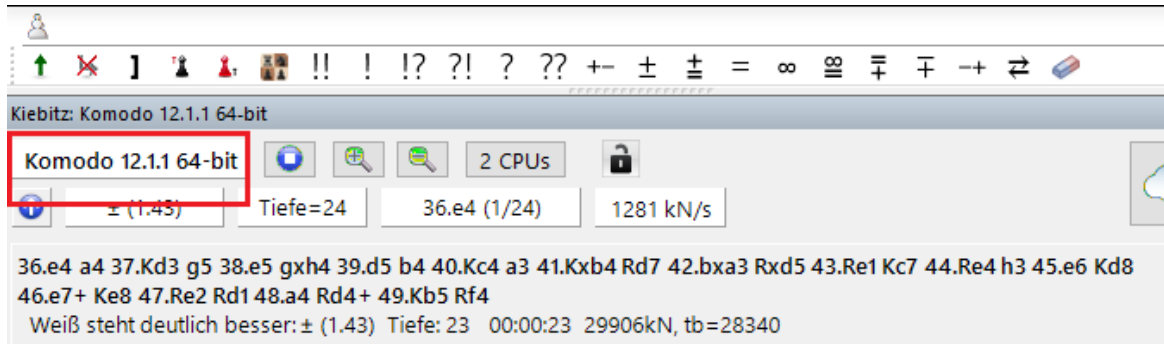 ] !! ! !? ?! ? ?? +− ± ⩲ = ∞ =∞ ⩱ ∓ −+ ⇄
Kiebitz: Komodo 12.1.1 64-bit
Komodo 12.1.1 64-bit 2 CPUs
± (1.43) Tiefe=24 36.e4 (1/24) 1281 kN/s
36.e4 a4 37.Kd3 g5 38.e5 gxh4 39.d5 b4 40.Kc4 a3 41.Kxb4 Rd7 42.bxa3 Rxd5 43.Re1 Kc7 44.Re4 h3 45.e6 Kd8
46.e7+ Ke8 47.Re2 Rd1 48.a4 Rd4+ 49.Kb5 Rf4
Weiß steht deutlich besser: ± (1.43) Tiefe: 23 00:00:23 29906kN, tb=28340